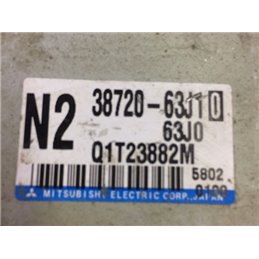 N2
38720-63J10
63J0
Q1T23882M
5802
MITSUBISHI ELECTRIC CORP. JAPAN